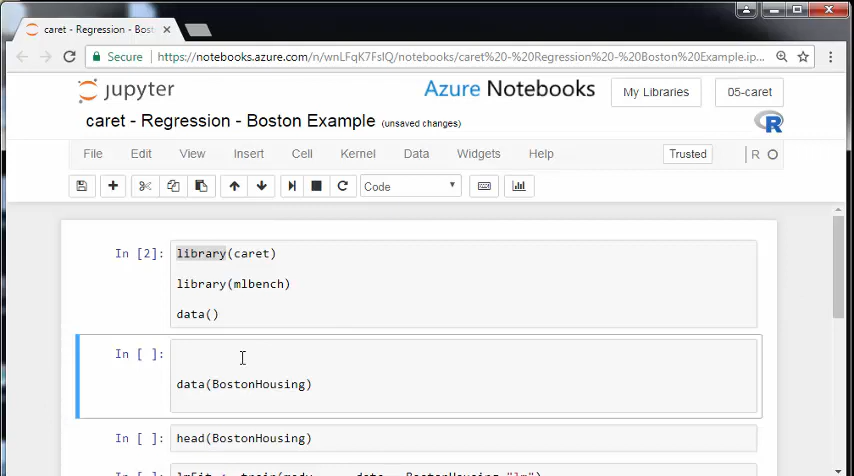 caret - Regression - Bost
Secure https://notebooks.azure.com/n/wnLFqK7FsIQ/notebooks/caret%20-%20Regression%20-%20Boston%20Example.ip...
jupyter Azure Notebooks My Libraries 05-caret
caret - Regression - Boston Example (unsaved changes) R
File Edit View Insert Cell Kernel Data Widgets Help Trusted R
Code
In [2]: library(caret)
library(mlbench)
data()
In [ ]:
data(BostonHousing)
In [ ]: head(BostonHousing)